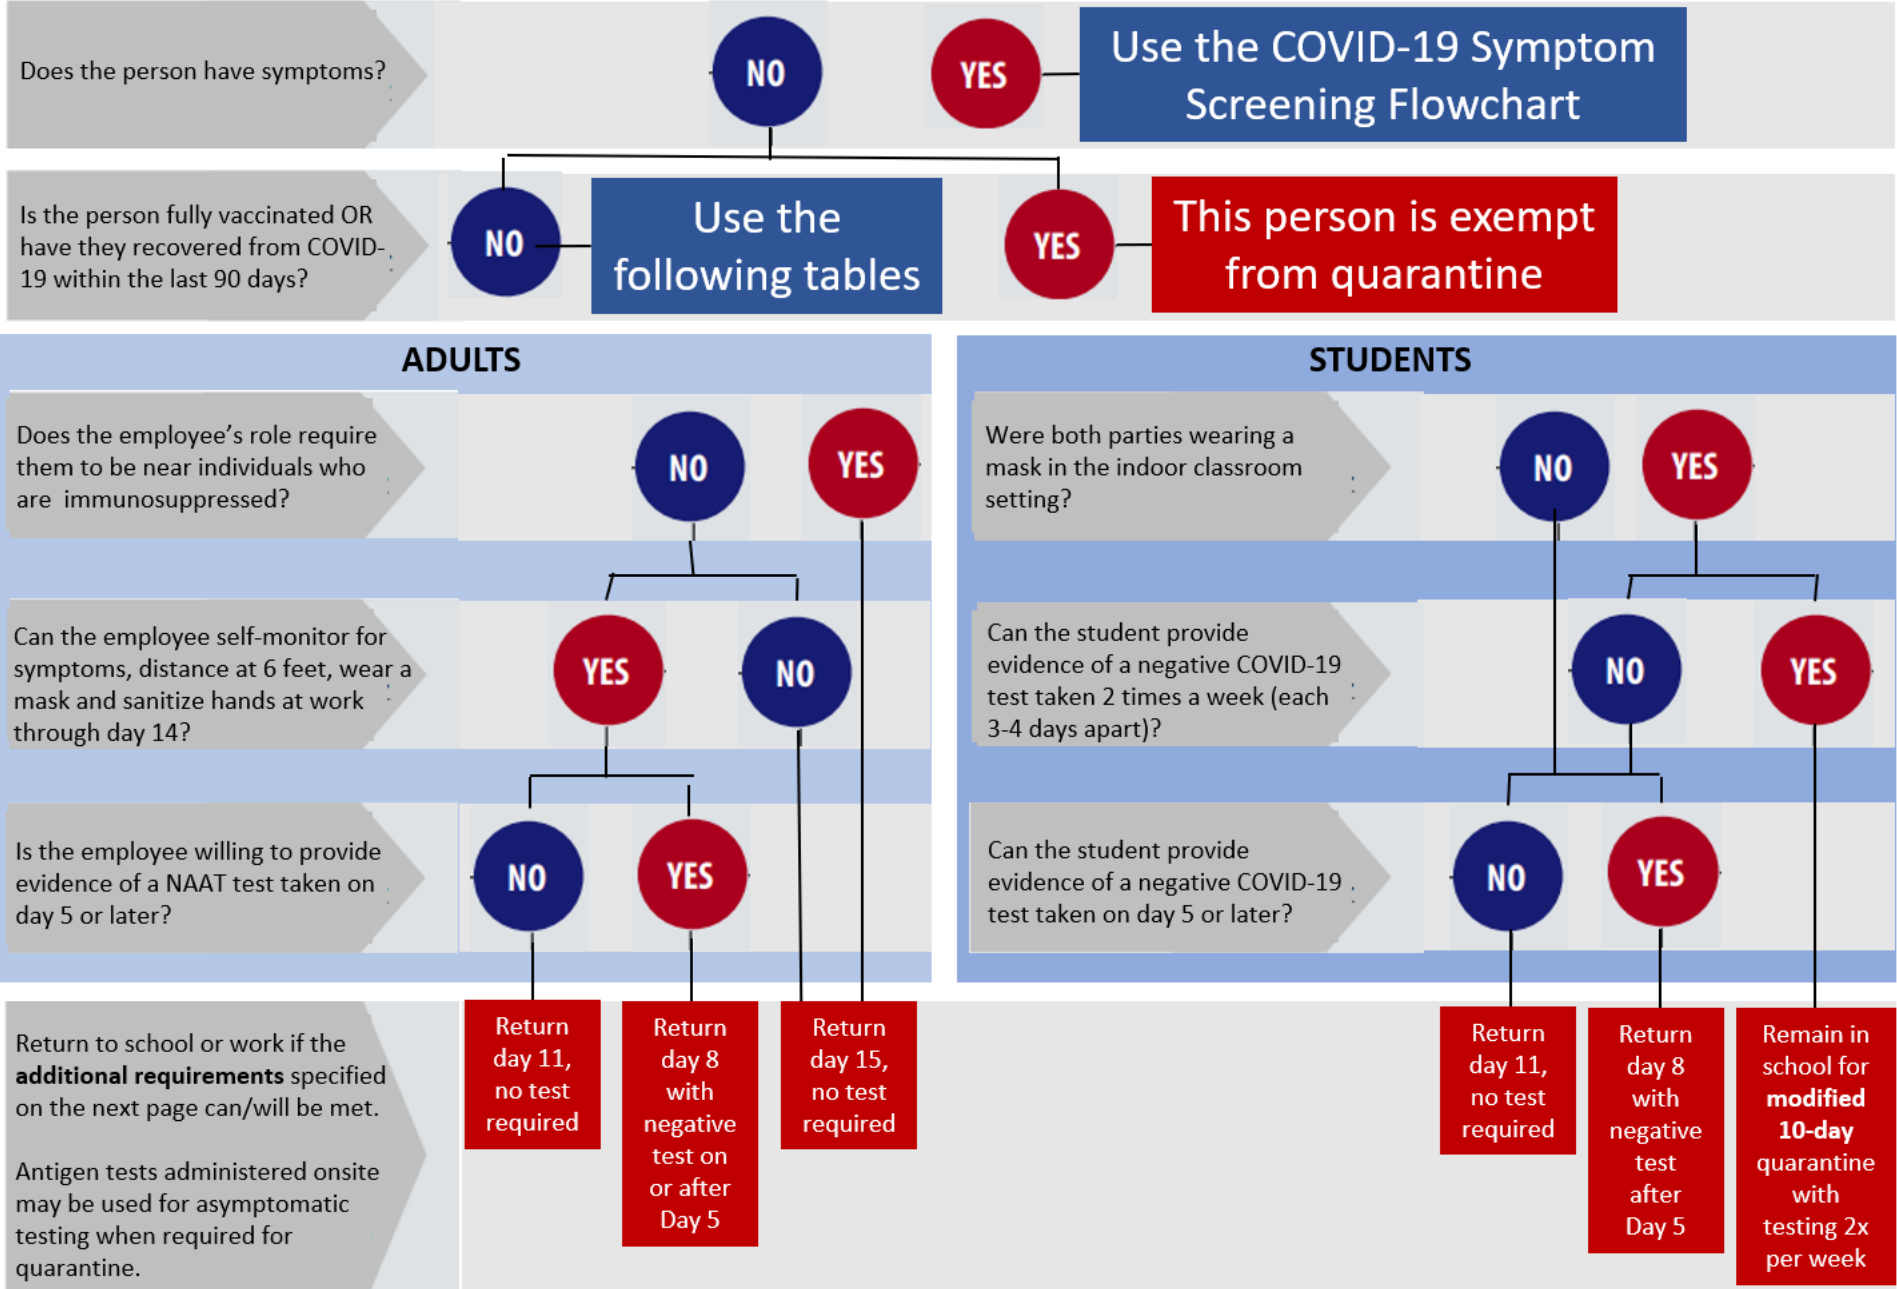 Does the person have symptoms?
NO
YES
Use the COVID-19 Symptom
Screening Flowchart
Is the person fully vaccinated OR
have they recovered from COVID-
19 within the last 90 days?
NO
Use the
following tables
YES
This person is exempt
from quarantine
ADULTS
Does the employee’s role require
them to be near individuals who
are immunosuppressed?
NO
YES
Can the employee self-monitor for
symptoms, distance at 6 feet, wear a
mask and sanitize hands at work
through day 14?
YES
NO
Is the employee willing to provide
evidence of a NAAT test taken on
day 5 or later?
NO
YES
STUDENTS
Were both parties wearing a
mask in the indoor classroom
setting?
NO
YES
Can the student provide
evidence of a negative COVID-19
test taken 2 times a week (each
3-4 days apart)?
NO
YES
Can the student provide
evidence of a negative COVID-19
test taken on day 5 or later?
NO
YES
Return to school or work if the
additional requirements specified
on the next page can/will be met.
Antigen tests administered onsite
may be used for asymptomatic
testing when required for
quarantine.
Return
day 11,
no test
required
Return
day 8
with
negative
test on
or after
Day 5
Return
day 15,
no test
required
Return
day 11,
no test
required
Return
day 8
with
negative
test
after
Day 5
Remain in
school for
modified
10-day
quarantine
with
testing 2x
per week